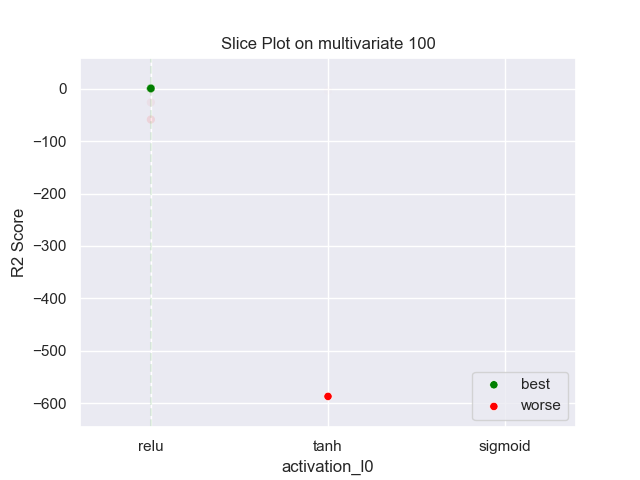 Slice Plot on multivariate 100
R2 Score
0
−100
−200
−300
−400
−500
−600
relu
tanh
sigmoid
activation_l0
best
worse